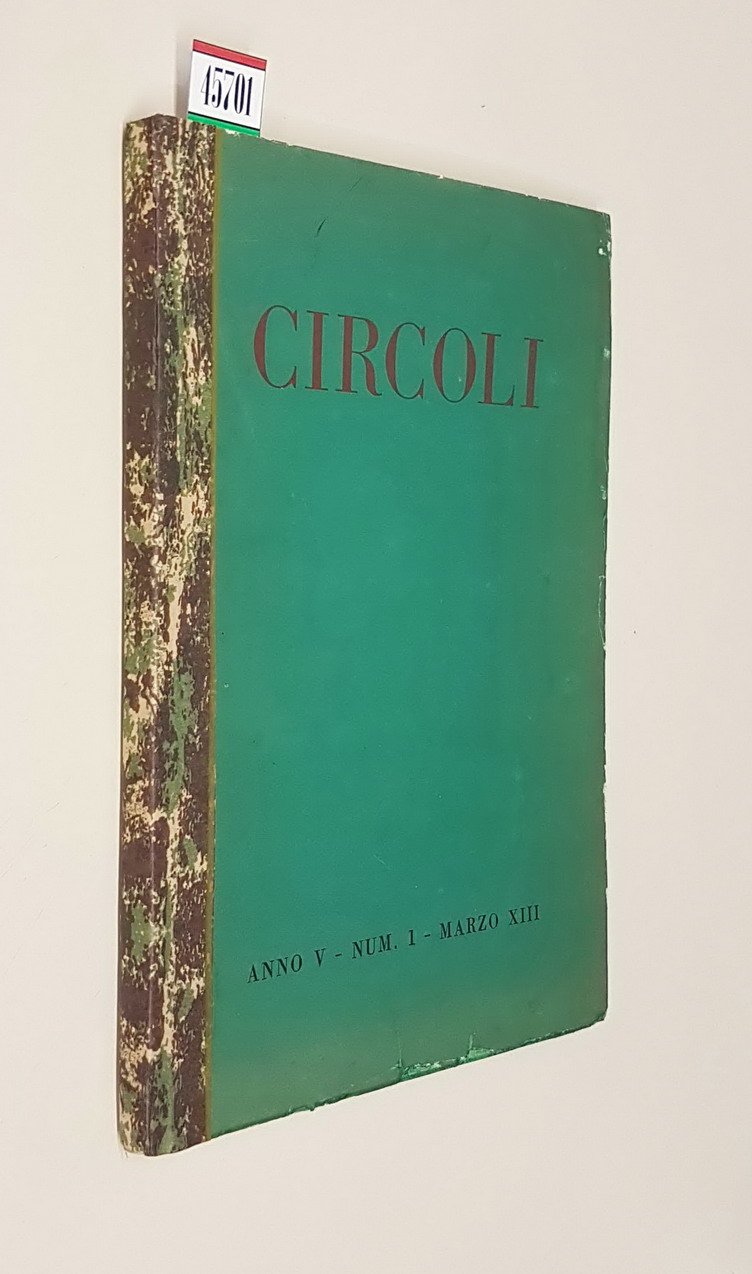 45701
CIRCOLI
ANNO V - NUM. 1 - MARZO XIII